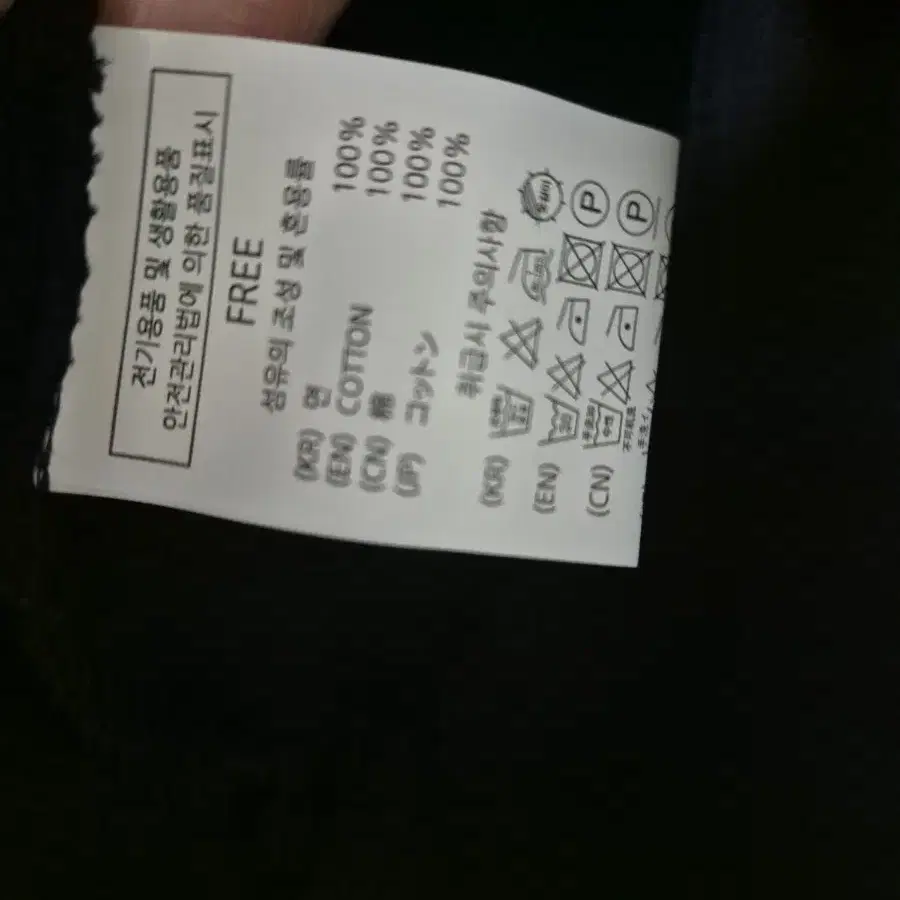 전기용품 및 생활용품
안전관리법에 의한 품질표시
FREE
섬유의 조성 및 혼용률
(KR) 면 100%
(EN) COTTON 100%
(CN) 棉 100%
(JP) コットン 100%
취급시 주의사항
(KR)
(EN) P
(CN) P